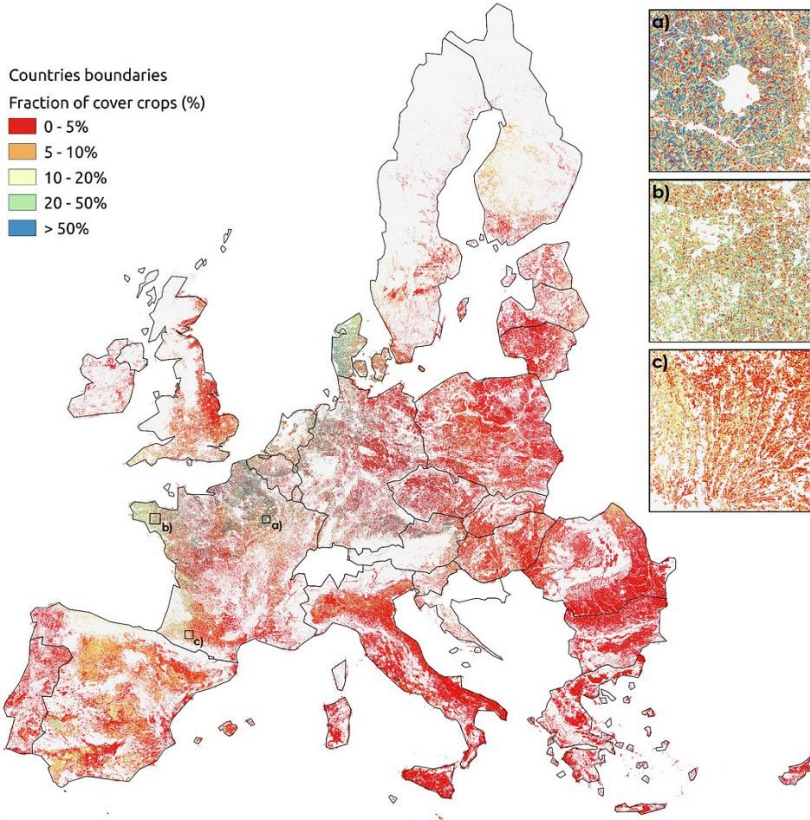 Countries boundaries
Fraction of cover crops (%)
0 - 5%
5 - 10%
10 - 20%
20 - 50%
> 50%
a)
b)
c)
b)
a)
c)